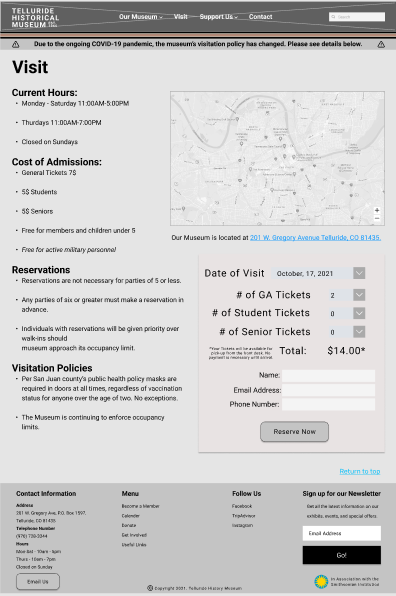 TELLURIDE
HISTORICAL
MUSEUM
Our Museum Visit Support Us Contact
Search
Due to the ongoing COVID-19 pandemic, the museum's visitation policy has changed. Please see details below.
Visit
Current Hours:
• Monday - Saturday 11:00AM-5:00PM
• Thurdays 11:00AM-7:00PM
• Closed on Sundays
Cost of Admissions:
• General Tickets 7$
• 5$ Students
• 5$ Seniors
• Free for members and children under 5
• Free for active military personnel
Our Museum is located at 201 W. Gregory Avenue Telluride, CO 81435.
Reservations
• Reservations are not necessary for parties of 5 or less.
• Any parties of six or greater must make a reservation in
advance.
• Individuals with reservations will be given priority over
walk-ins should
museum approach its occupancy limit.
Visitation Policies
• Per San Juan county's public health policy masks are
required in doors at all times, regardless of vaccination
status for anyone over the age of two. No exceptions.
• The Museum is continuing to enforce occupancy
limits.
Date of Visit October, 17, 2021
# of GA Tickets 2
# of Student Tickets 0
# of Senior Tickets 0
*Your Tickets will be available for
pick-up from the front desk. No
payment is necessary until arrival
Total: $14.00*
Name:
Email Address:
Phone Number:
Reserve Now
Return to top
Contact Information
Address
201 W. Gregory Ave, P.O. Box 1597,
Telluride, CO 81435
Telephone Number
(970) 728-3344
Hours
Mon-Sat - 10am - 5pm
Thurs - 10am - 7pm
Closed on Sunday
Email Us
Menu
Become a Member
Calender
Donate
Get Involved
Useful Links
Follow Us
Facebook
TripAdvisor
Instagram
Sign up for our Newsletter
Get all the latest information on our
exhibits, events, and special offers.
Email Address
Go!
In Association with the
Smithsonian Institution
© Copyright 2021. Telluride History Museum.